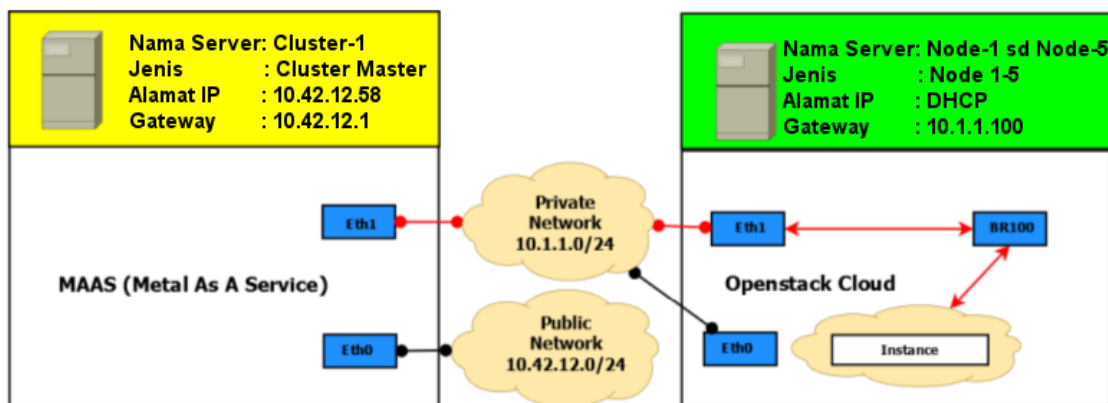 Nama Server: Cluster-1
Jenis : Cluster Master
Alamat IP : 10.42.12.58
Gateway : 10.42.12.1
Nama Server: Node-1 sd Node-5
Jenis : Node 1-5
Alamat IP : DHCP
Gateway : 10.1.1.100
Eth1
Private
Network
10.1.1.0/24
Eth1
BR100
MAAS (Metal As A Service)
Openstack Cloud
Eth0
Public
Network
10.42.12.0/24
Eth0
Instance